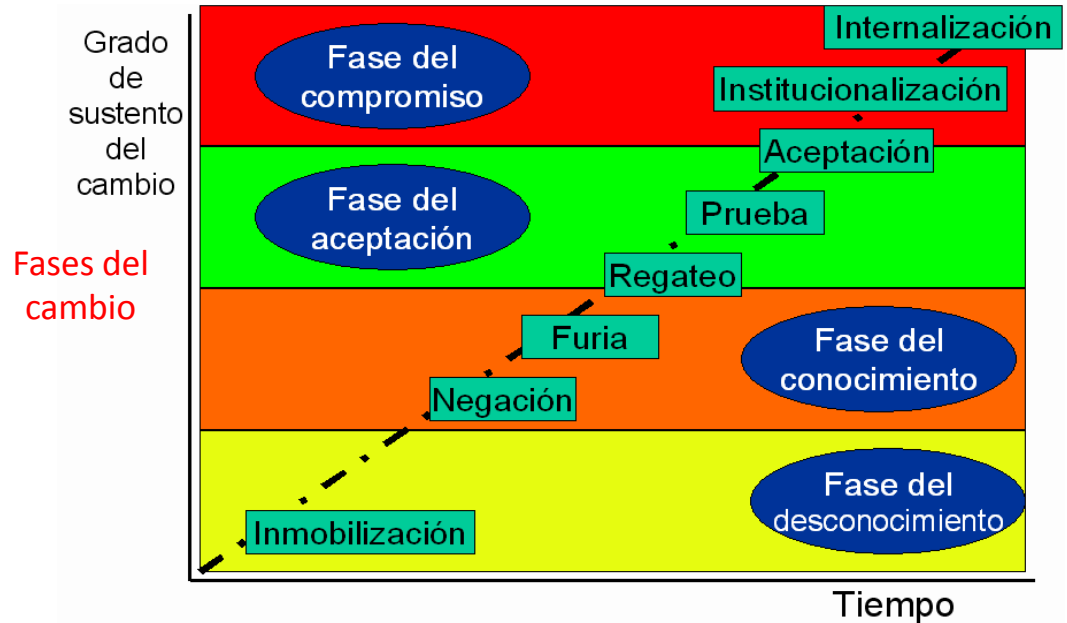 Grado
de
sustento
del
cambio
Fases del
cambio
Fase del
compromiso
Internalización
Institucionalización
Aceptación
Fase del
aceptación
Prueba
Regateo
Furia
Fase del
conocimiento
Negación
Fase del
desconocimiento
Inmobilización
Tiempo